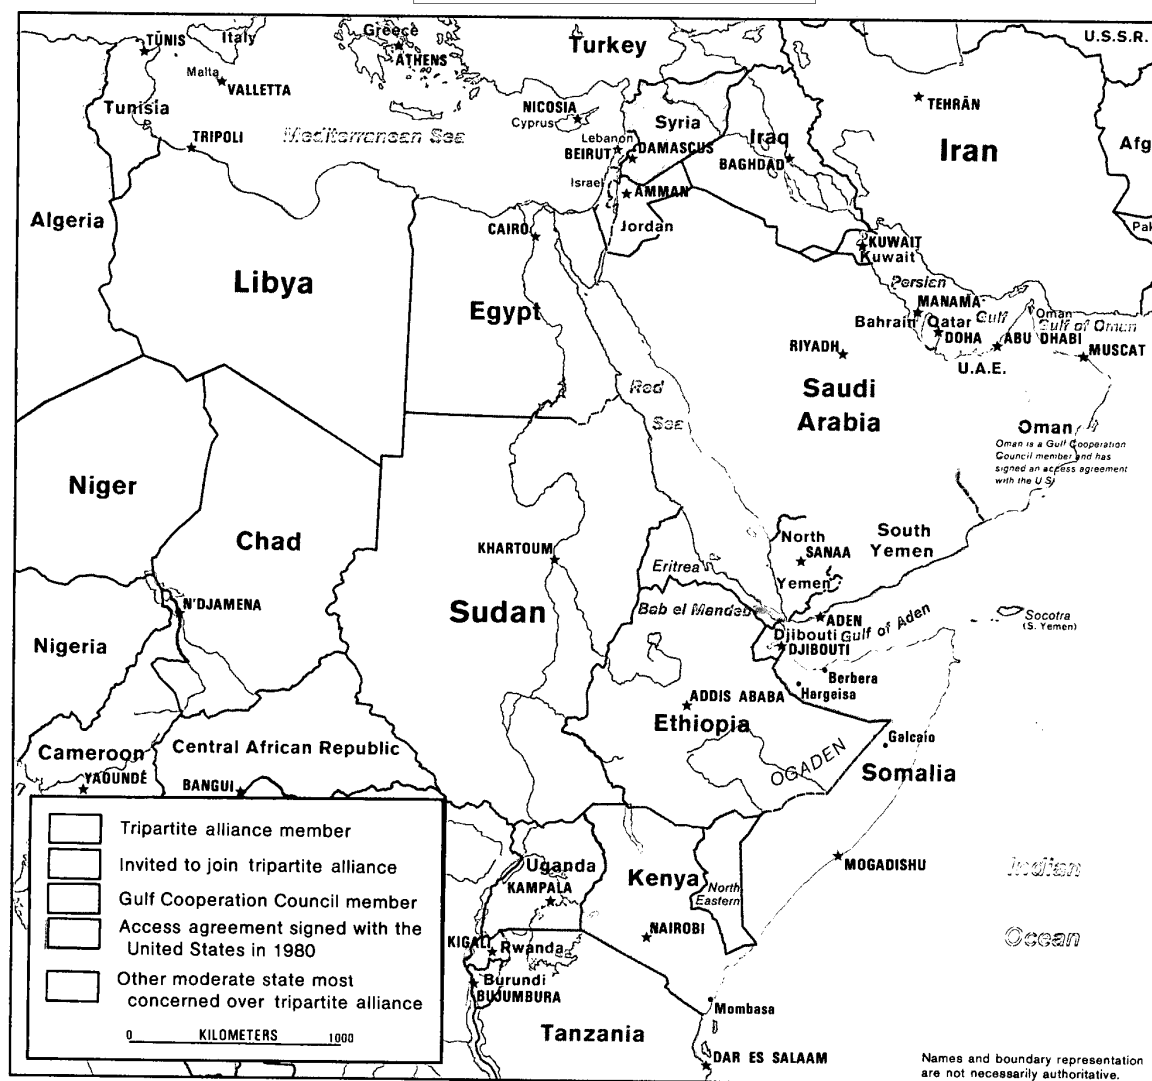 TŪNIS
Italy
Greece
Turkey
U.S.S.R.
ATHENS
Malta
VALLETTA
Tunisia
NICOSIA
Cyprus
TEHRĀN
TRIPOLI
Mediterranean Sea
Syria
Iraq
Lebanon
BEIRUT
DAMASCUS
BAGHDAD
Iran
Afg
Israel
AMMAN
Algeria
Jordan
Pak
CAIRO
KUWAIT
Kuwait
Libya
Egypt
Persian
Gulf
MANAMA
Bahrain
Qatar
DOHA
Oman
Gulf of Oman
ABU DHABI
MUSCAT
U.A.E.
RIYADH
Saudi
Arabia
Red
Sea
Oman
Oman is a Gulf Cooperation
Council member and has
signed an access agreement
with the U S
Niger
Chad
KHARTOUM
North
Yemen
SANAA
South
Yemen
Eritrea
Sudan
Bab el Mandeb
N'DJAMENA
ADEN
Gulf of Aden
Socotra
(S. Yemen)
Nigeria
Djibouti
DJIBOUTI
Berbera
Hargeisa
ADDIS ABABA
Ethiopia
Galcaio
OGADEN
Somalia
Cameroon
YAOUNDÉ
Central African Republic
BANGUI
Tripartite alliance member
Invited to join tripartite alliance
Gulf Cooperation Council member
Access agreement signed with the
United States in 1980
Other moderate state most
concerned over tripartite alliance
0 KILOMETERS 1000
Uganda
KAMPALA
Kenya
North
Eastern
MOGADISHU
Indian
Ocean
NAIROBI
KIGALI
Rwanda
Burundi
BUJUMBURA
Mombasa
Tanzania
DAR ES SALAAM
Names and boundary representation
are not necessarily authoritative.